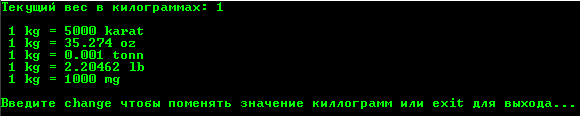 Текущий вес в килограммах: 1
1 kg = 5000 karat
1 kg = 35.274 oz
1 kg = 0.001 tonn
1 kg = 2.20462 lb
1 kg = 1000 mg
Введите change чтобы поменять значение киллограмм или exit для выхода...